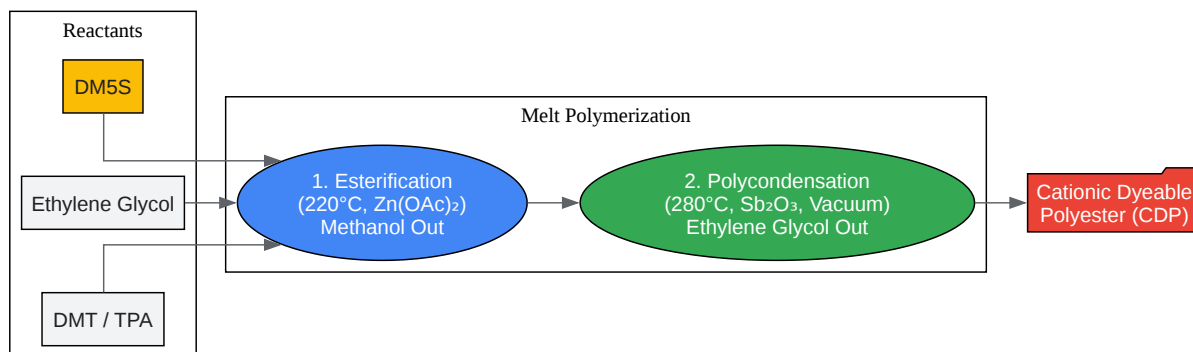 Reactants
DM5S
Ethylene Glycol
DMT / TPA
Melt Polymerization
1. Esterification
(220°C, Zn(OAc)₂)
Methanol Out
2. Polycondensation
(280°C, Sb₂O₃, Vacuum)
Ethylene Glycol Out
Cationic Dyeable
Polyester (CDP)